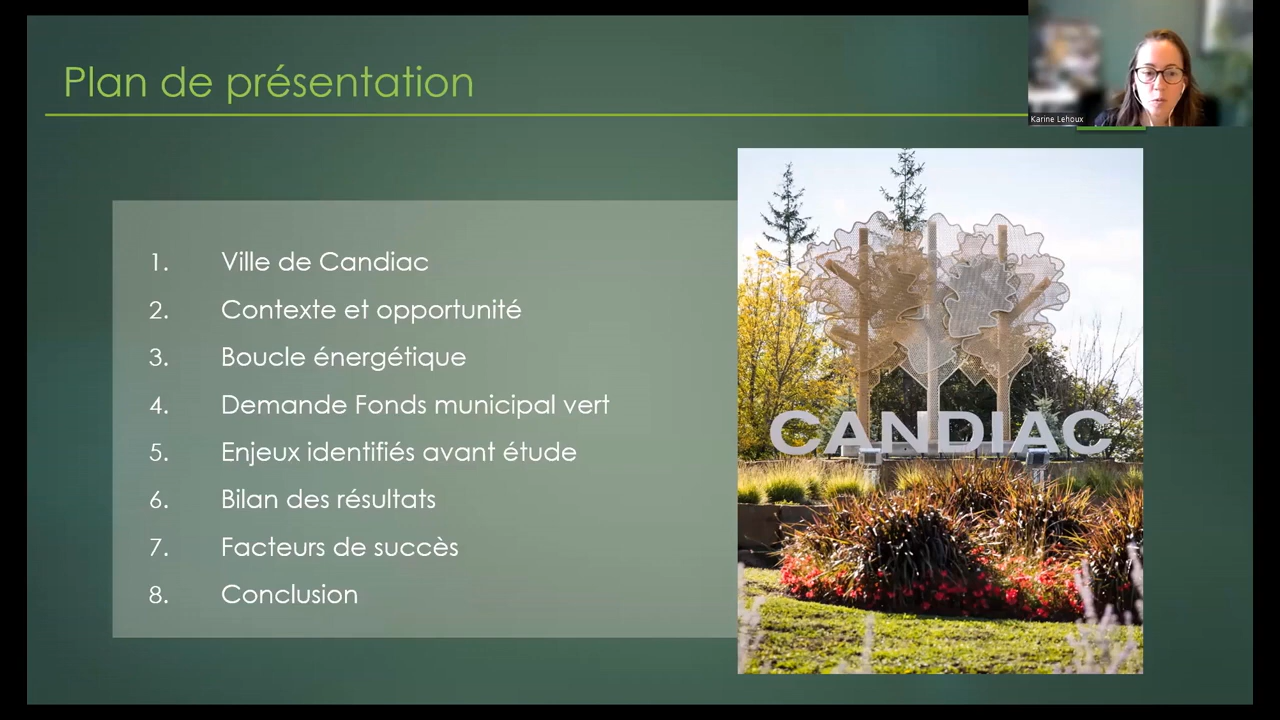 Plan de présentation
Karine Lehoux
1. Ville de Candiac
2. Contexte et opportunité
3. Boucle énergétique
4. Demande Fonds municipal vert
5. Enjeux identifiés avant étude
6. Bilan des résultats
7. Facteurs de succès
8. Conclusion
CANDIAC